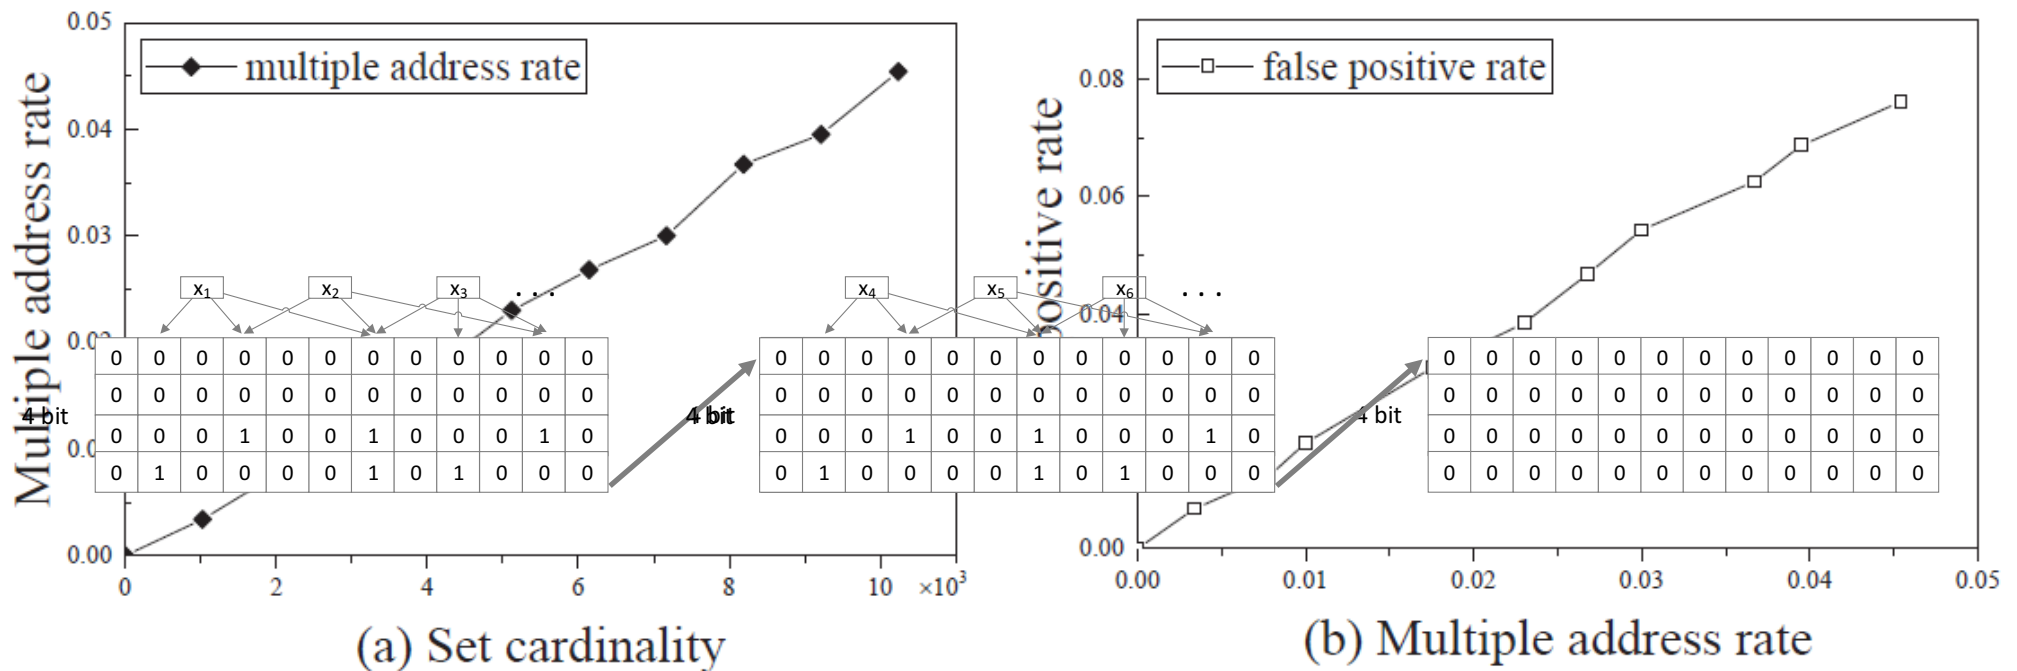 0.05
multiple address rate
0.04
0.03
0.0
0.0
0.00
Multiple address rate
0 2 4 6 8 10 ×10³
(a) Set cardinality
false positive rate
0.08
0.06
0.04
0.00
positive rate
0.00 0.01 0.02 0.03 0.04 0.05
(b) Multiple address rate
x₁ x₂ x₃ . . .
4 bit
0 0 0 0 0 0 0 0 0 0 0 0
0 0 0 0 0 0 0 0 0 0 0 0
0 0 0 1 0 0 1 0 0 0 1 0
0 1 0 0 0 0 1 0 1 0 0 0
x₄ x₅ x₆ . . .
4 bit
0 0 0 0 0 0 0 0 0 0 0 0
0 0 0 0 0 0 0 0 0 0 0 0
0 0 0 1 0 0 1 0 0 0 1 0
0 1 0 0 0 0 1 0 1 0 0 0
4 bit
0 0 0 0 0 0 0 0 0 0 0 0
0 0 0 0 0 0 0 0 0 0 0 0
0 0 0 0 0 0 0 0 0 0 0 0
0 0 0 0 0 0 0 0 0 0 0 0